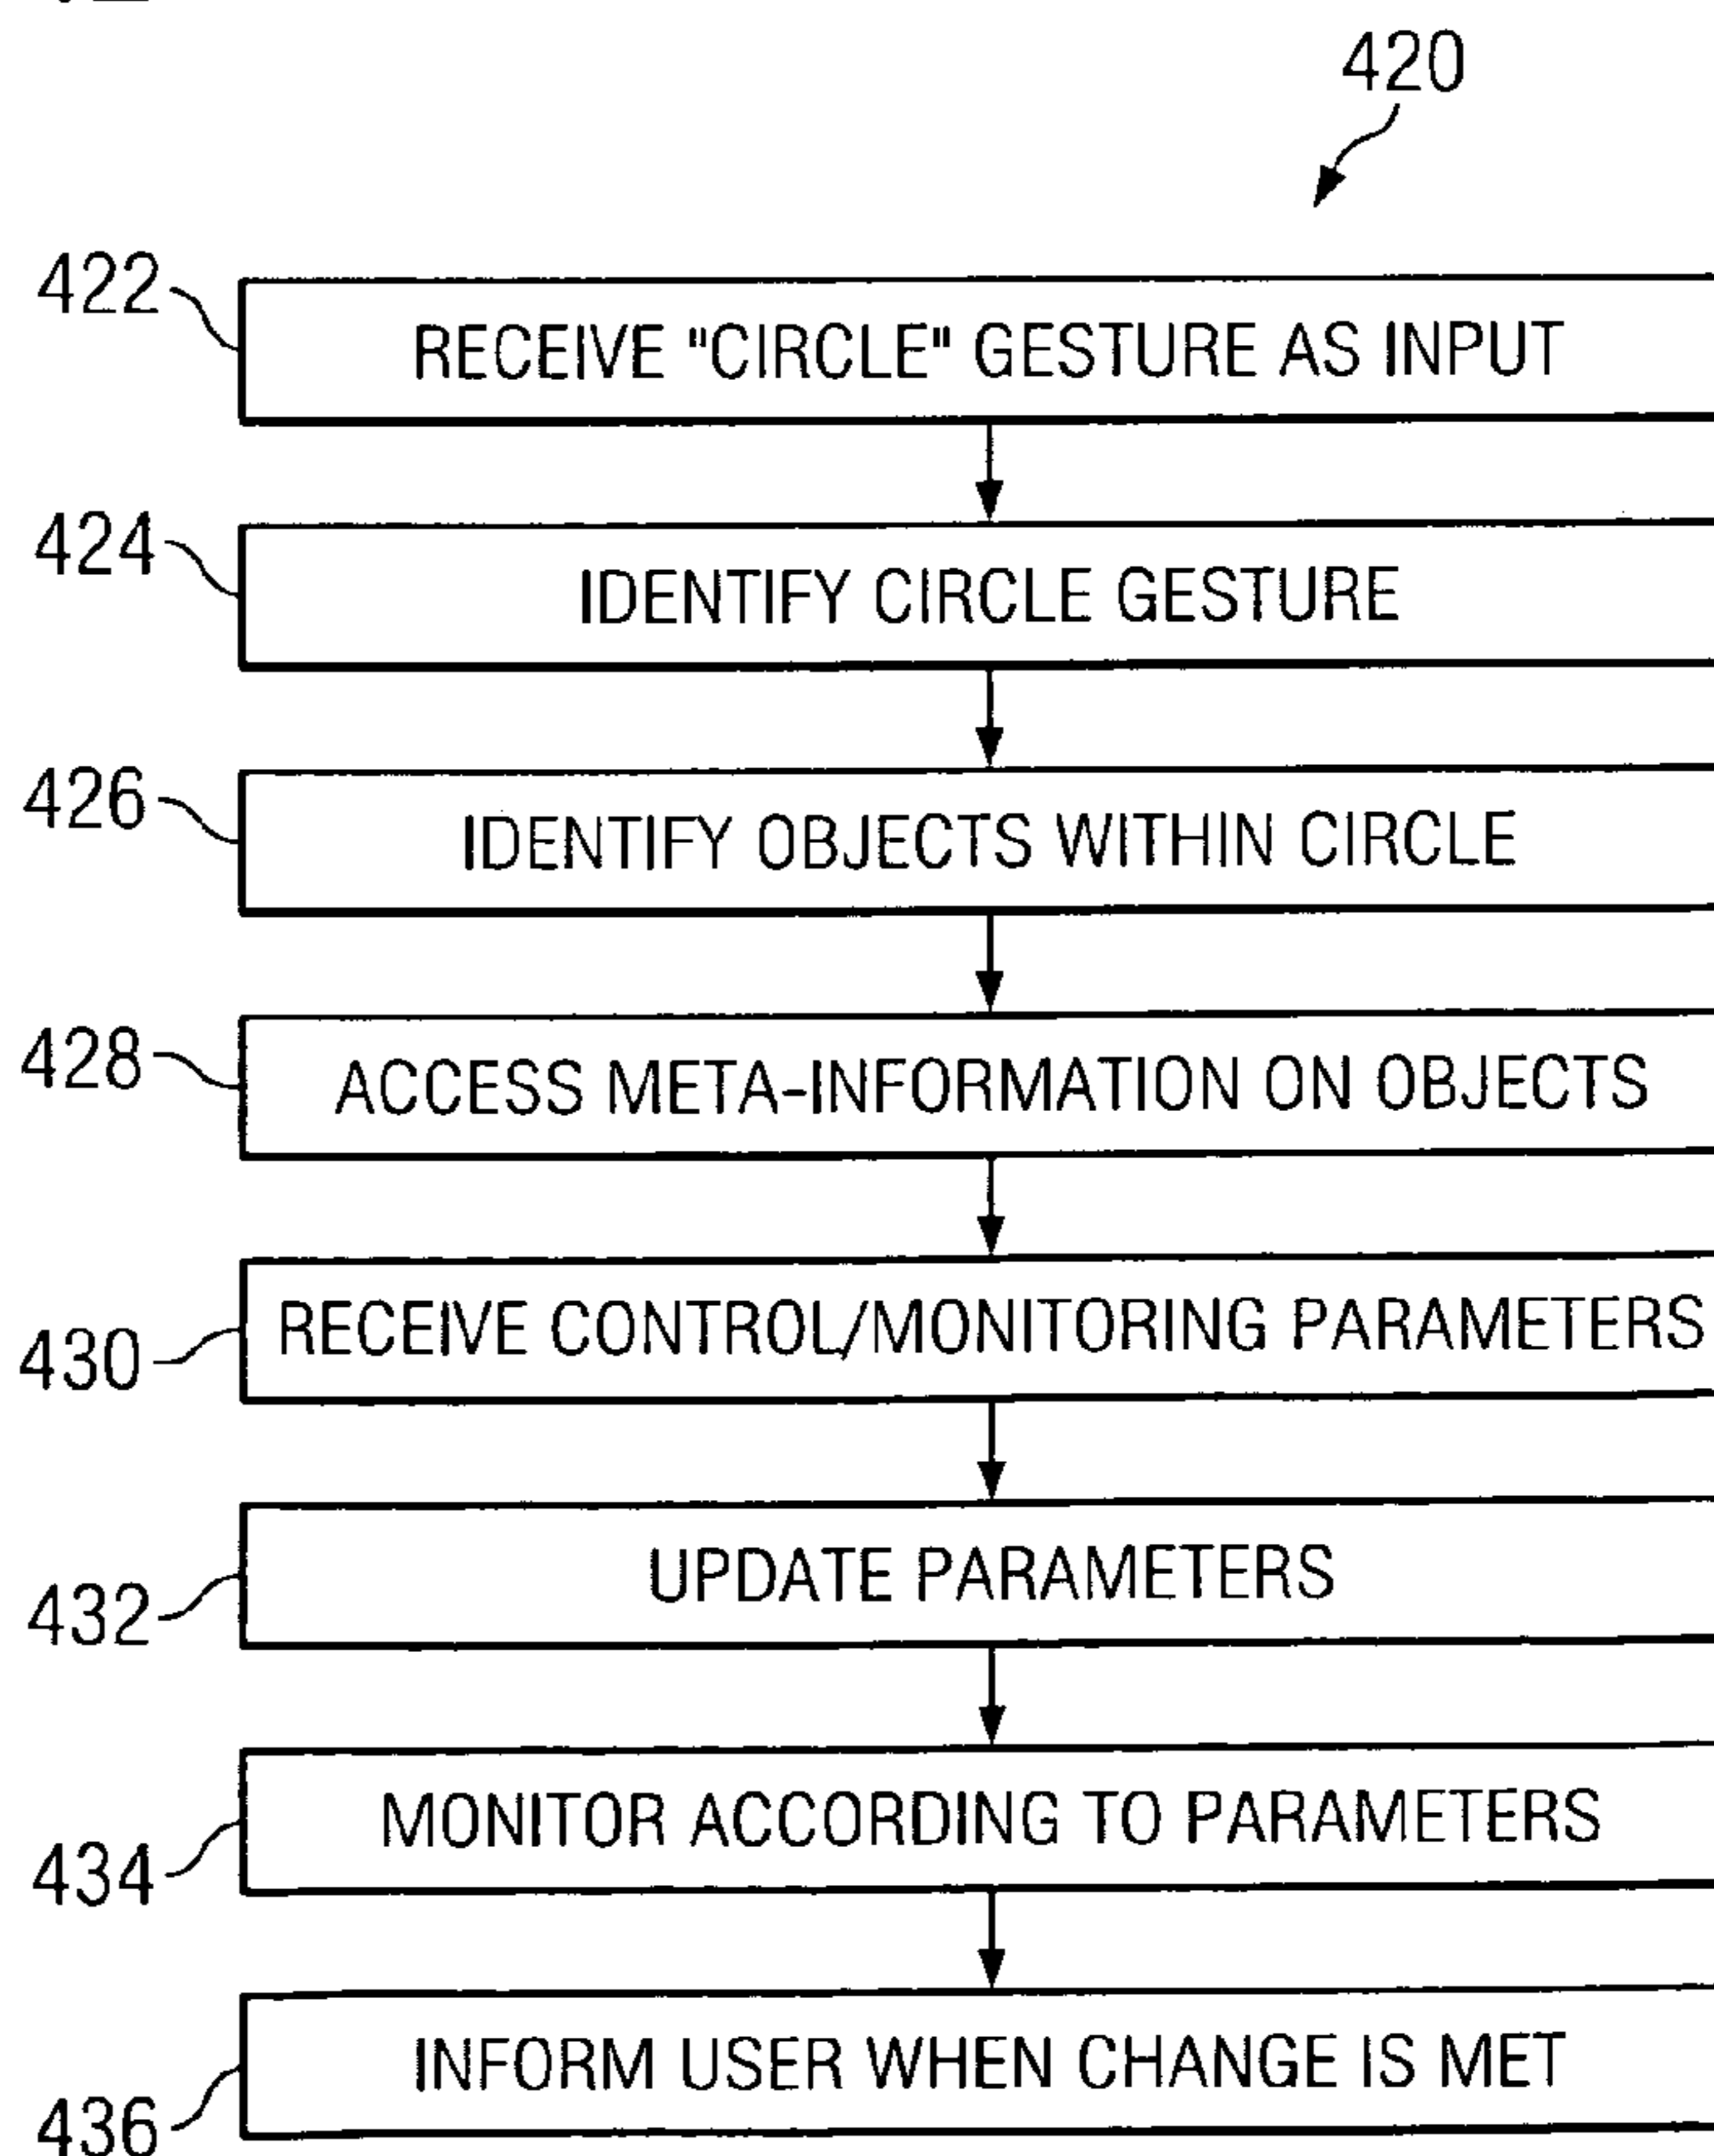 420
422
RECEIVE "CIRCLE" GESTURE AS INPUT
424
IDENTIFY CIRCLE GESTURE
426
IDENTIFY OBJECTS WITHIN CIRCLE
428
ACCESS META-INFORMATION ON OBJECTS
430
RECEIVE CONTROL/MONITORING PARAMETERS
432
UPDATE PARAMETERS
434
MONITOR ACCORDING TO PARAMETERS
436
INFORM USER WHEN CHANGE IS MET